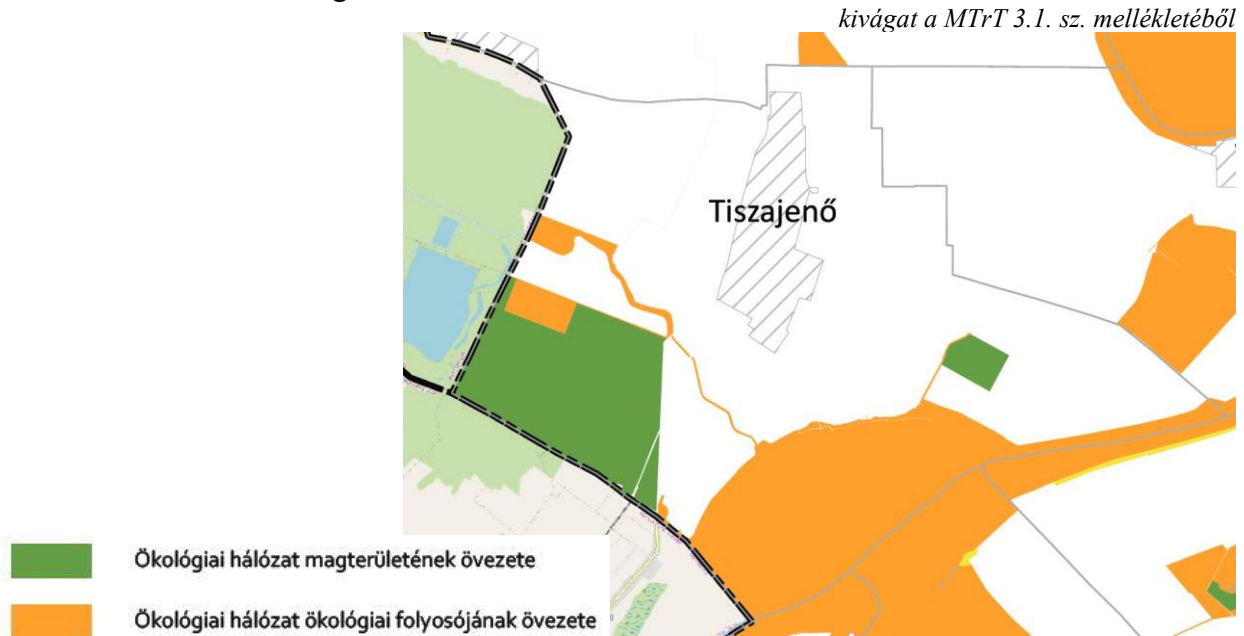 kivágat a MTrT 3.1. sz. mellékletéből
Tiszajenő
Ökológiai hálózat magterületének övezete
Ökológiai hálózat ökológiai folyosójának övezete